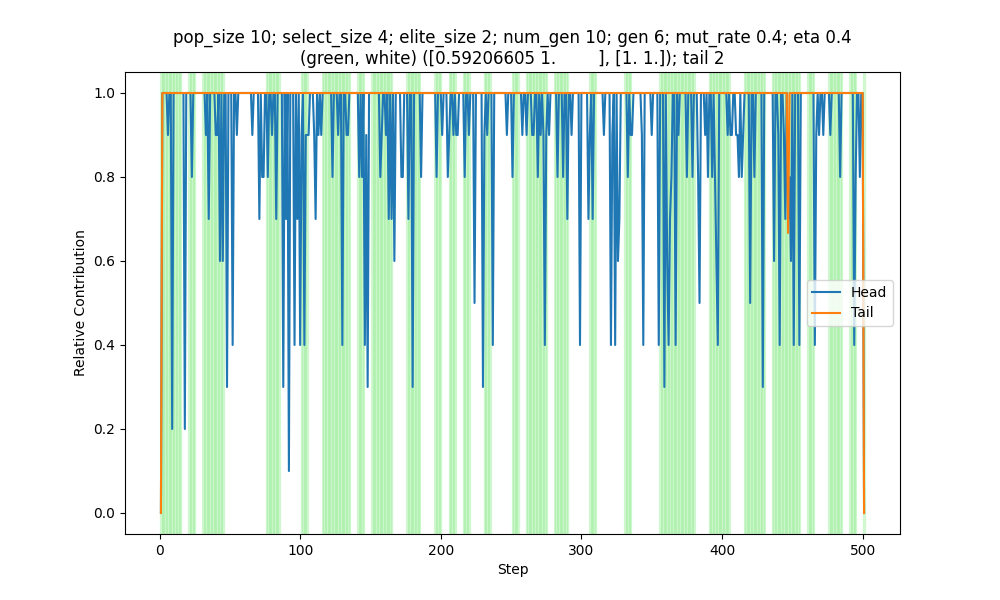 pop_size 10; select_size 4; elite_size 2; num_gen 10; gen 6; mut_rate 0.4; eta 0.4
(green, white) ([0.59206605 1.        ], [1. 1.]); tail 2
1.0
0.8
0.6
0.4
0.2
0.0
Relative Contribution
Head
Tail
0
100
200
300
400
500
Step